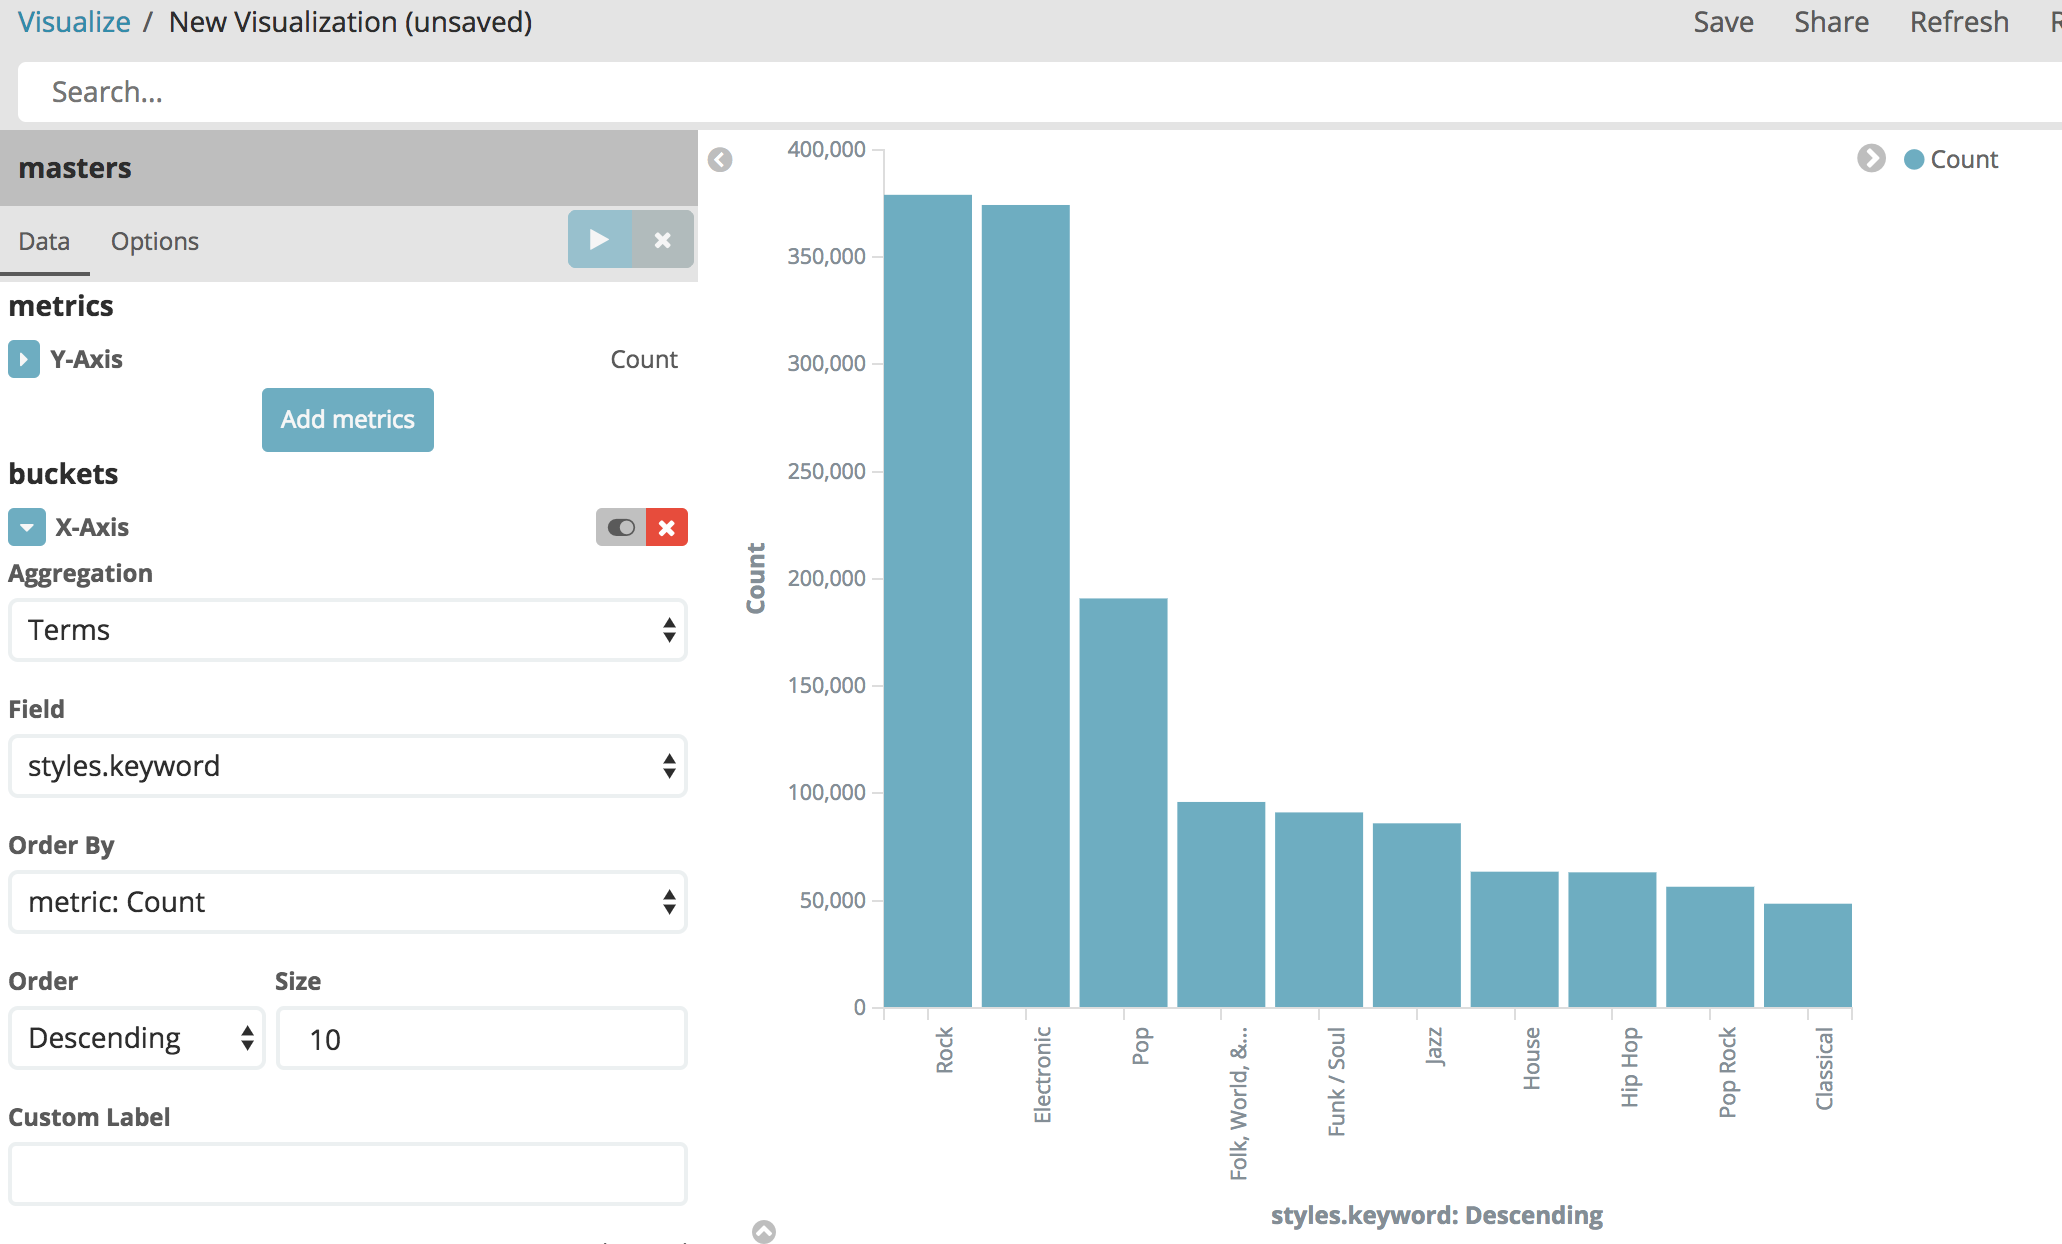 Visualize / New Visualization (unsaved)
Save Share Refresh
Search...
masters
Data Options
metrics
Y-Axis Count
Add metrics
buckets
X-Axis
Aggregation
Terms
Field
styles.keyword
Order By
metric: Count
Order Size
Descending 10
Custom Label
400,000
350,000
300,000
250,000
200,000
150,000
100,000
50,000
0
Count
Rock
Electronic
Pop
Folk, World, &...
Funk / Soul
Jazz
House
Hip Hop
Pop Rock
Classical
styles.keyword: Descending
Count